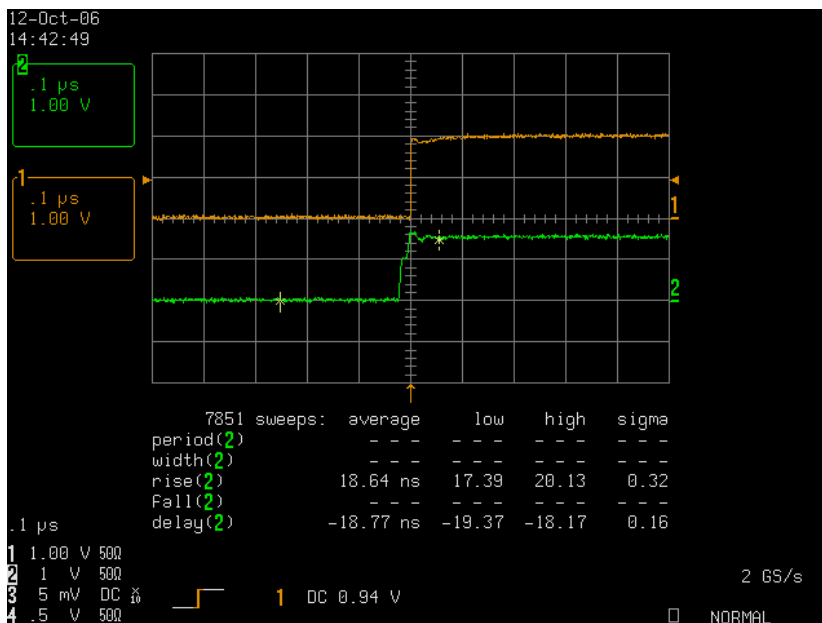 12-Oct-06
14:42:49
2
.1 µs
1.00 V
1
.1 µs
1.00 V
1
2
7851 sweeps: average low high sigma
period(2) - - - - - - - - - - - -
width(2) - - - - - - - - - - - -
rise(2) 18.64 ns 17.39 20.13 0.32
Fall(2) - - - - - - - - - - - -
delay(2) -18.77 ns -19.37 -18.17 0.16
.1 µs
1 1.00 V 50Ω
2 1 V 50Ω
3 5 mV DC X10
4 .5 V 50Ω
1 DC 0.94 V
2 GS/s
NORMAL